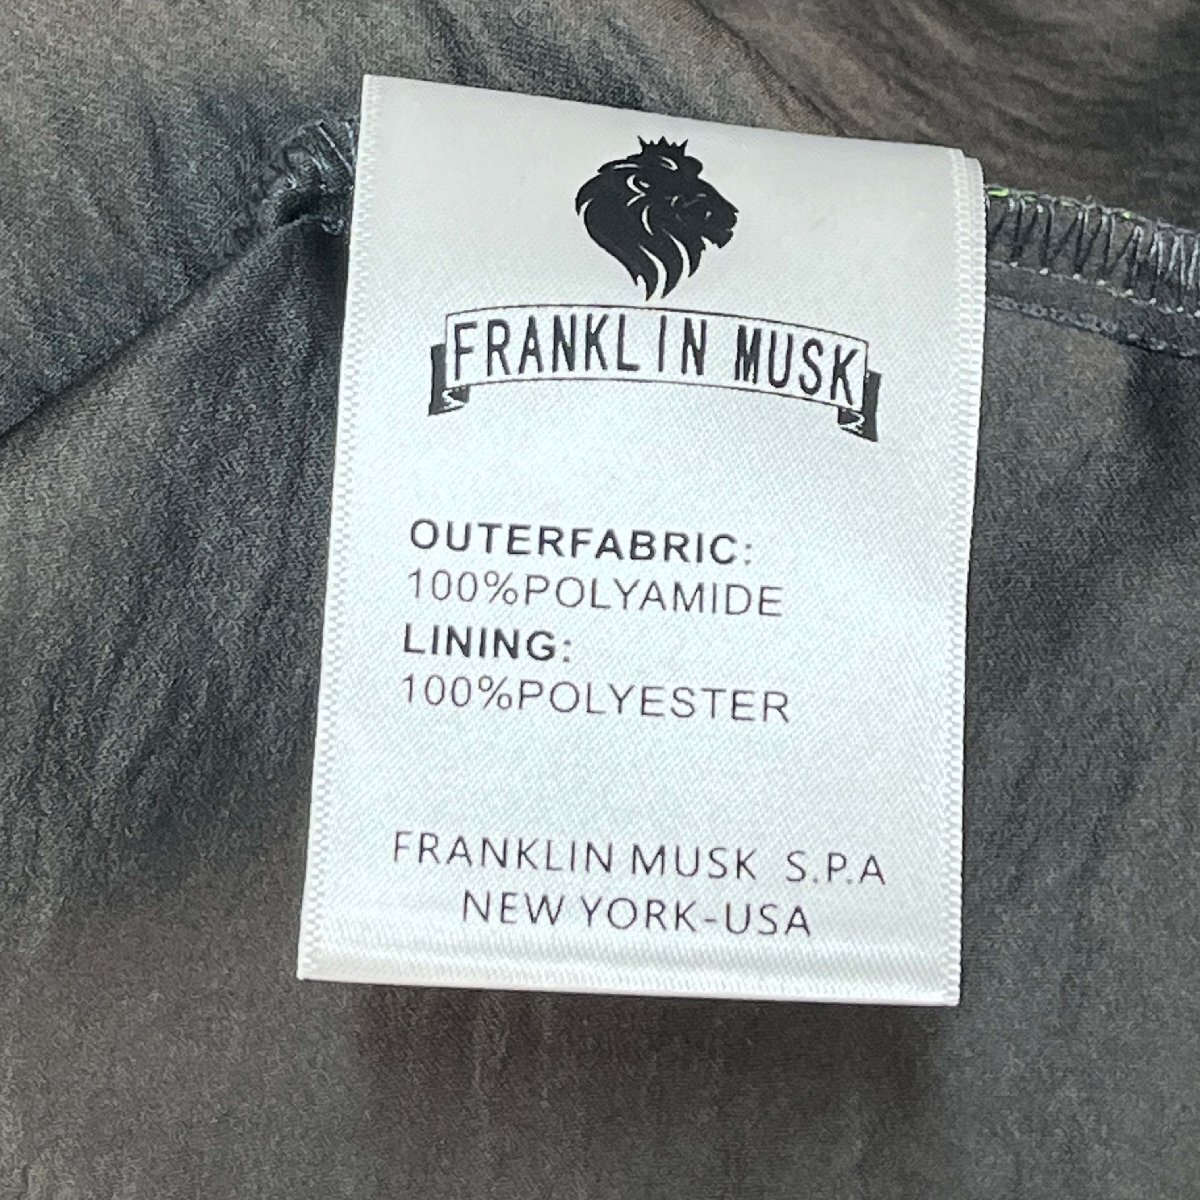 FRANKLIN MUSK
OUTERFABRIC:
100%POLYAMIDE
LINING:
100%POLYESTER
FRANKLIN MUSK S.P.A
NEW YORK-USA